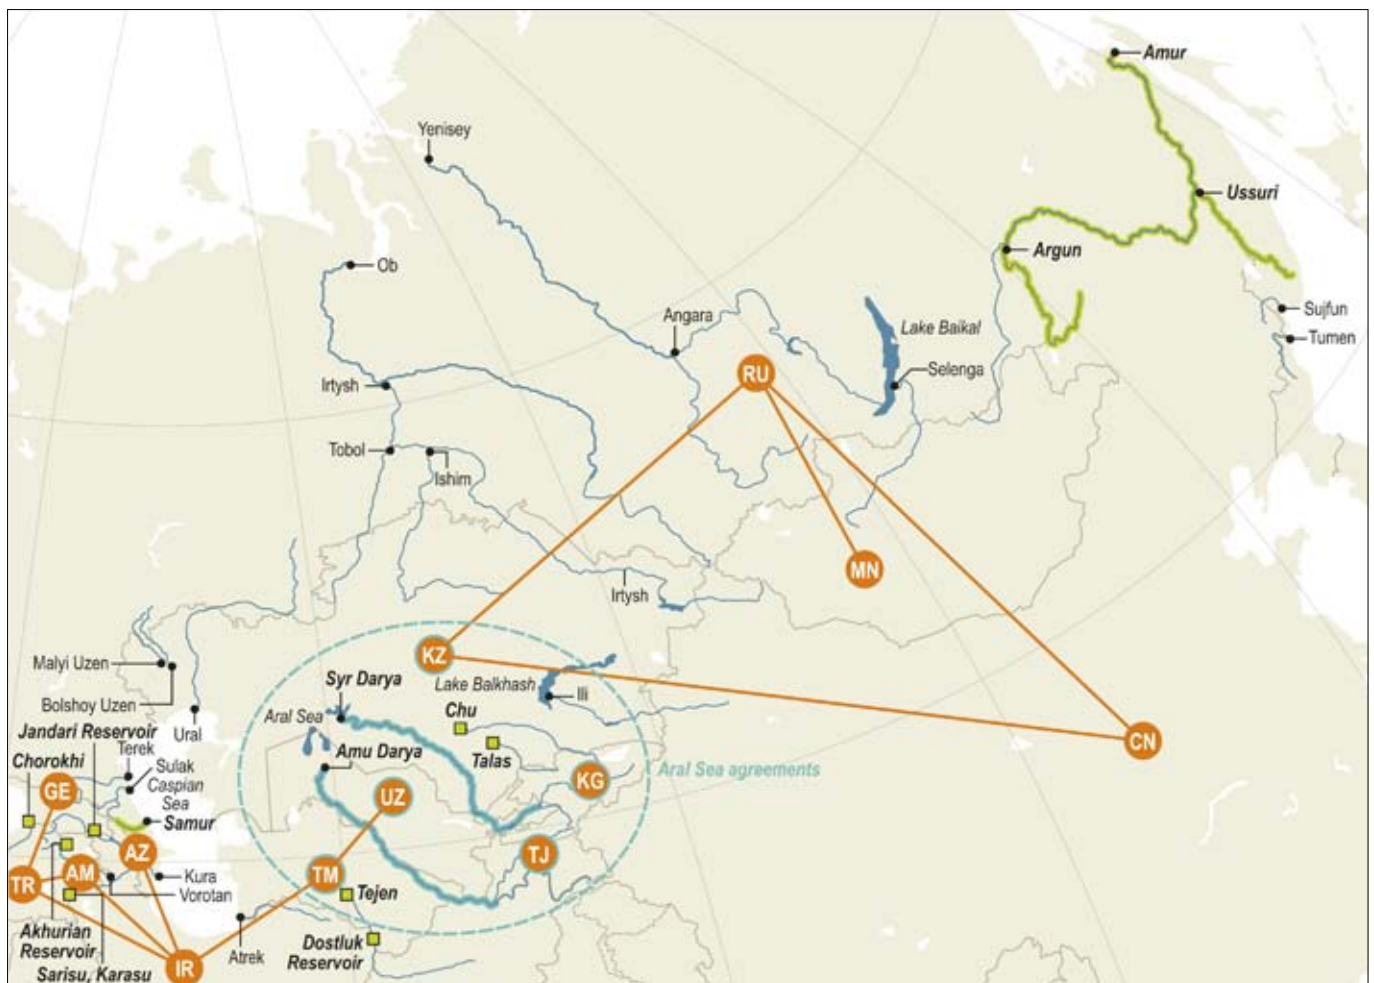 Amur
Yenisey
Ussuri
Argun
Ob
Sujfun
Angara
Lake Baikal
Tumen
RU
Selenga
Irtysh
Tobol
Ishim
MN
Irtysh
KZ
Malyi Uzen
Syr Darya
Lake Balkhash
Ili
Bolshoy Uzen
Aral Sea
Chu
Jandari Reservoir
Ural
CN
Terek
Amu Darya
Talas
Chorokhi
Sulak
Aral Sea agreements
GE
Caspian
Sea
UZ
KG
Samur
AZ
TJ
AM
TM
TR
Kura
Vorotan
Tejen
Akhurian
Reservoir
Dostluk
Reservoir
Atrek
IR
Sarisu, Karasu